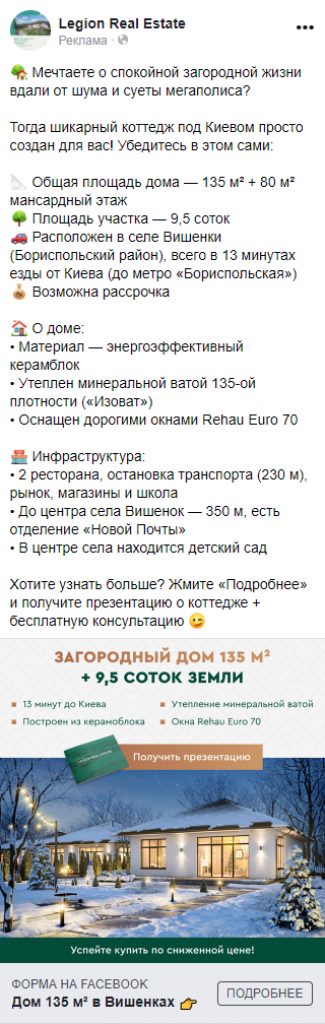 Legion Real Estate
Реклама ·
🏡 Мечтаете о спокойной загородной жизни
вдали от шума и суеты мегаполиса?
Тогда шикарный коттедж под Киевом просто
создан для вас! Убедитесь в этом сами:
📐 Общая площадь дома — 135 м² + 80 м²
мансардный этаж
🌳 Площадь участка — 9,5 соток
🚗 Расположен в селе Вишенки
(Бориспольский район), всего в 13 минутах
езды от Киева (до метро «Бориспольская»)
💰 Возможна рассрочка
🏠 О доме:
• Материал — энергоэффективный
керамблок
• Утеплен минеральной ватой 135-ой
плотности («Изоват»)
• Оснащен дорогими окнами Rehau Euro 70
🏪 Инфраструктура:
• 2 ресторана, остановка транспорта (230 м),
рынок, магазины и школа
• До центра села Вишенок — 350 м, есть
отделение «Новой Почты»
• В центре села находится детский сад
Хотите узнать больше? Жмите «Подробнее»
и получите презентацию о коттедже +
бесплатную консультацию 😉
ЗАГОРОДНЫЙ ДОМ 135 М²
+ 9,5 СОТОК ЗЕМЛИ
13 минут до Киева
Утепление минеральной ватой
Построен из керамоблока
Окна Rehau Euro 70
LEGION REAL ESTATE
Получить презентацию
Успейте купить по сниженной цене!
ФОРМА НА FACEBOOK
Дом 135 м² в Вишенках 👉
ПОДРОБНЕЕ